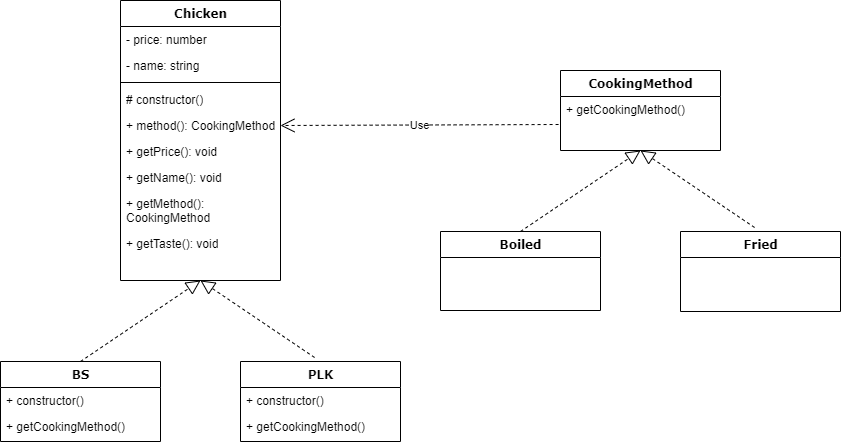 Chicken
- price: number
- name: string
# constructor()
+ method(): CookingMethod
+ getPrice(): void
+ getName(): void
+ getMethod():
CookingMethod
+ getTaste(): void
Use
CookingMethod
+ getCookingMethod()
Boiled
Fried
BS
+ constructor()
+ getCookingMethod()
PLK
+ constructor()
+ getCookingMethod()